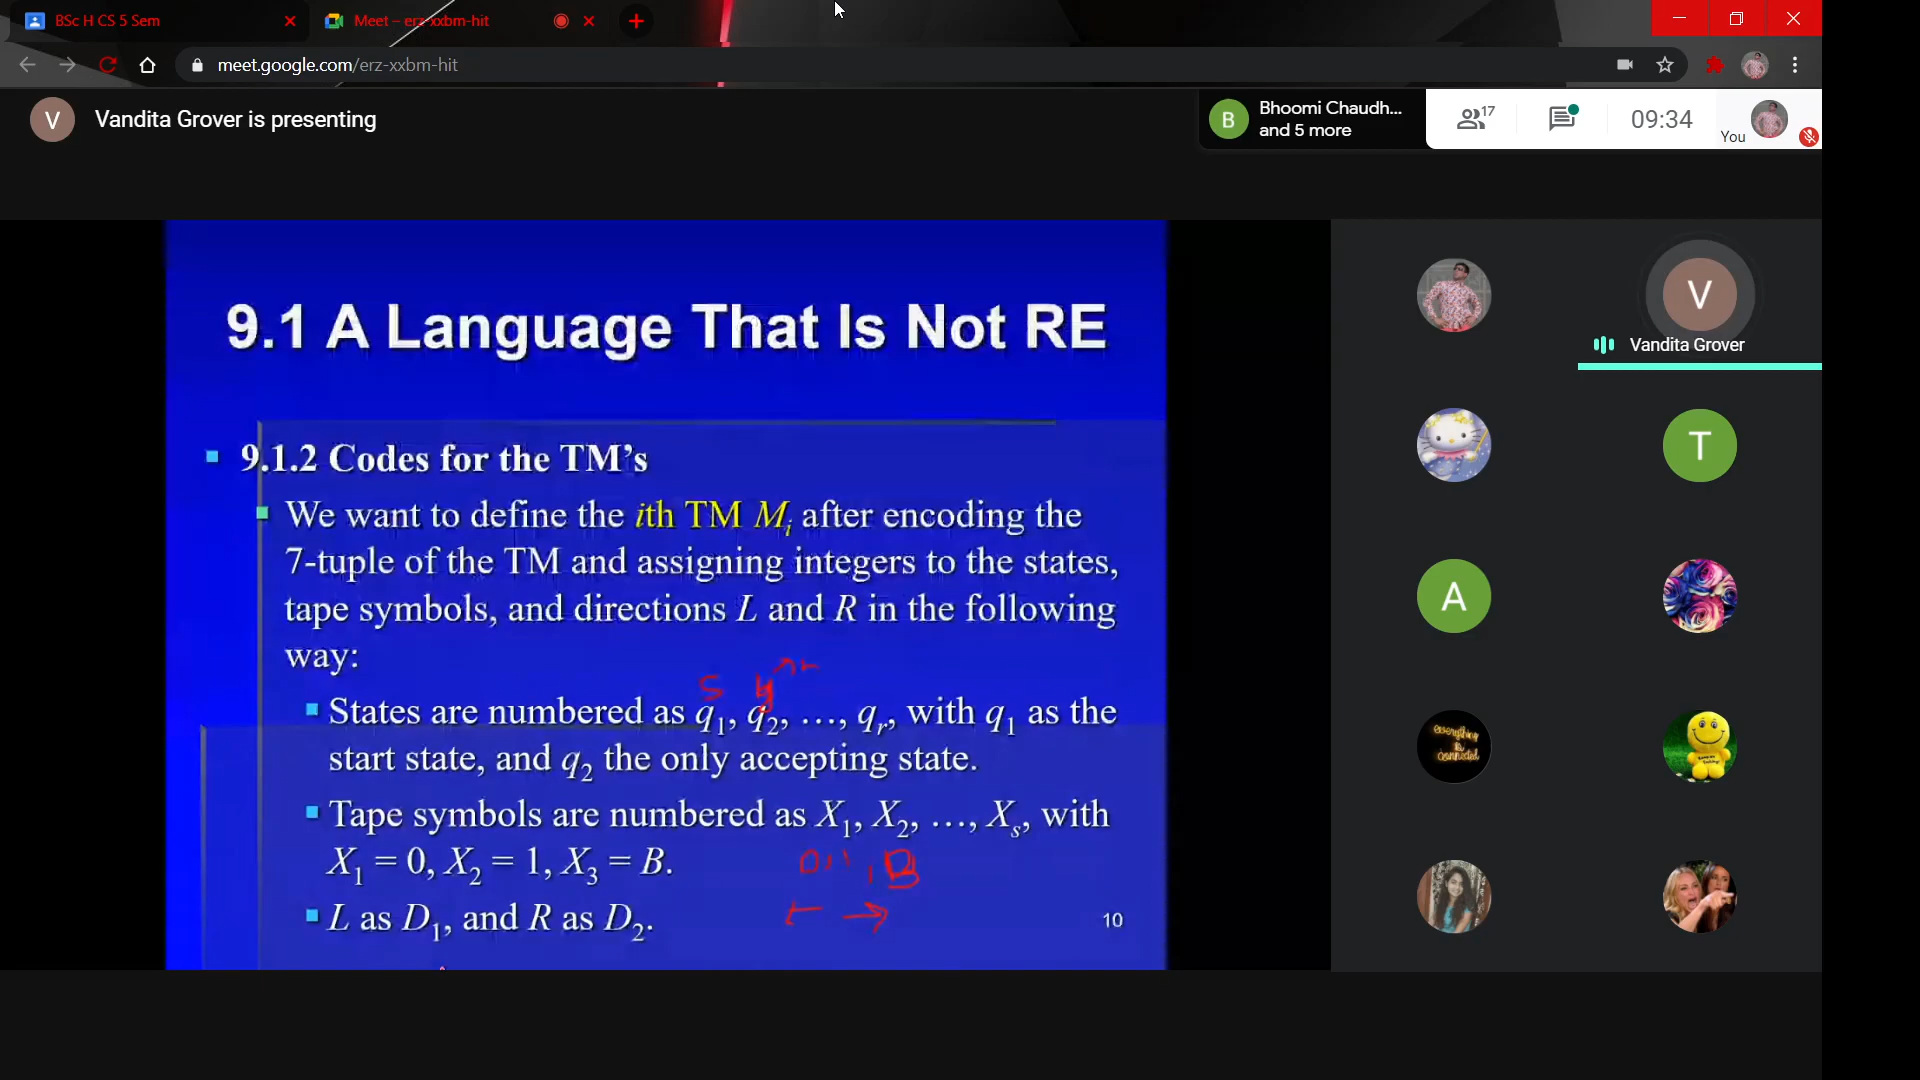 BSc H CS 5 Sem
Meet – erz-xxbm-hit
meet.google.com/erz-xxbm-hit
V
Vandita Grover is presenting
B
Bhoomi Chaudh...
and 5 more
17
09:34
You
9.1 A Language That Is Not RE
9.1.2 Codes for the TM’s
We want to define the ith TM Mi after encoding the
7-tuple of the TM and assigning integers to the states,
tape symbols, and directions L and R in the following
way:
S y
States are numbered as q1, q2, …, qr, with q1 as the
start state, and q2 the only accepting state.
Tape symbols are numbered as X1, X2, …, Xs, with
X1 = 0, X2 = 1, X3 = B.
B
L as D1, and R as D2.
10
V
Vandita Grover
T
A
everything
is
connected